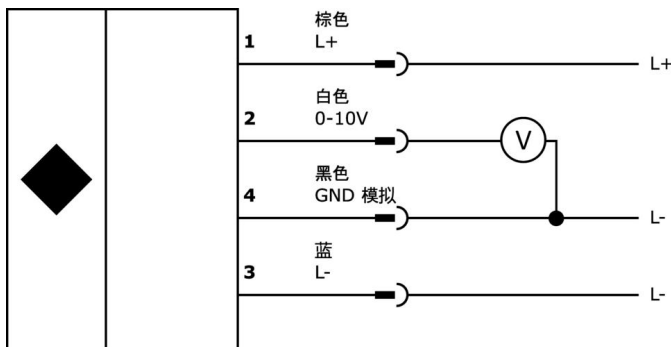 棕色
1 L+ L+
白色
2 0-10V V
黑色
4 GND 模拟 L-
蓝
3 L- L-